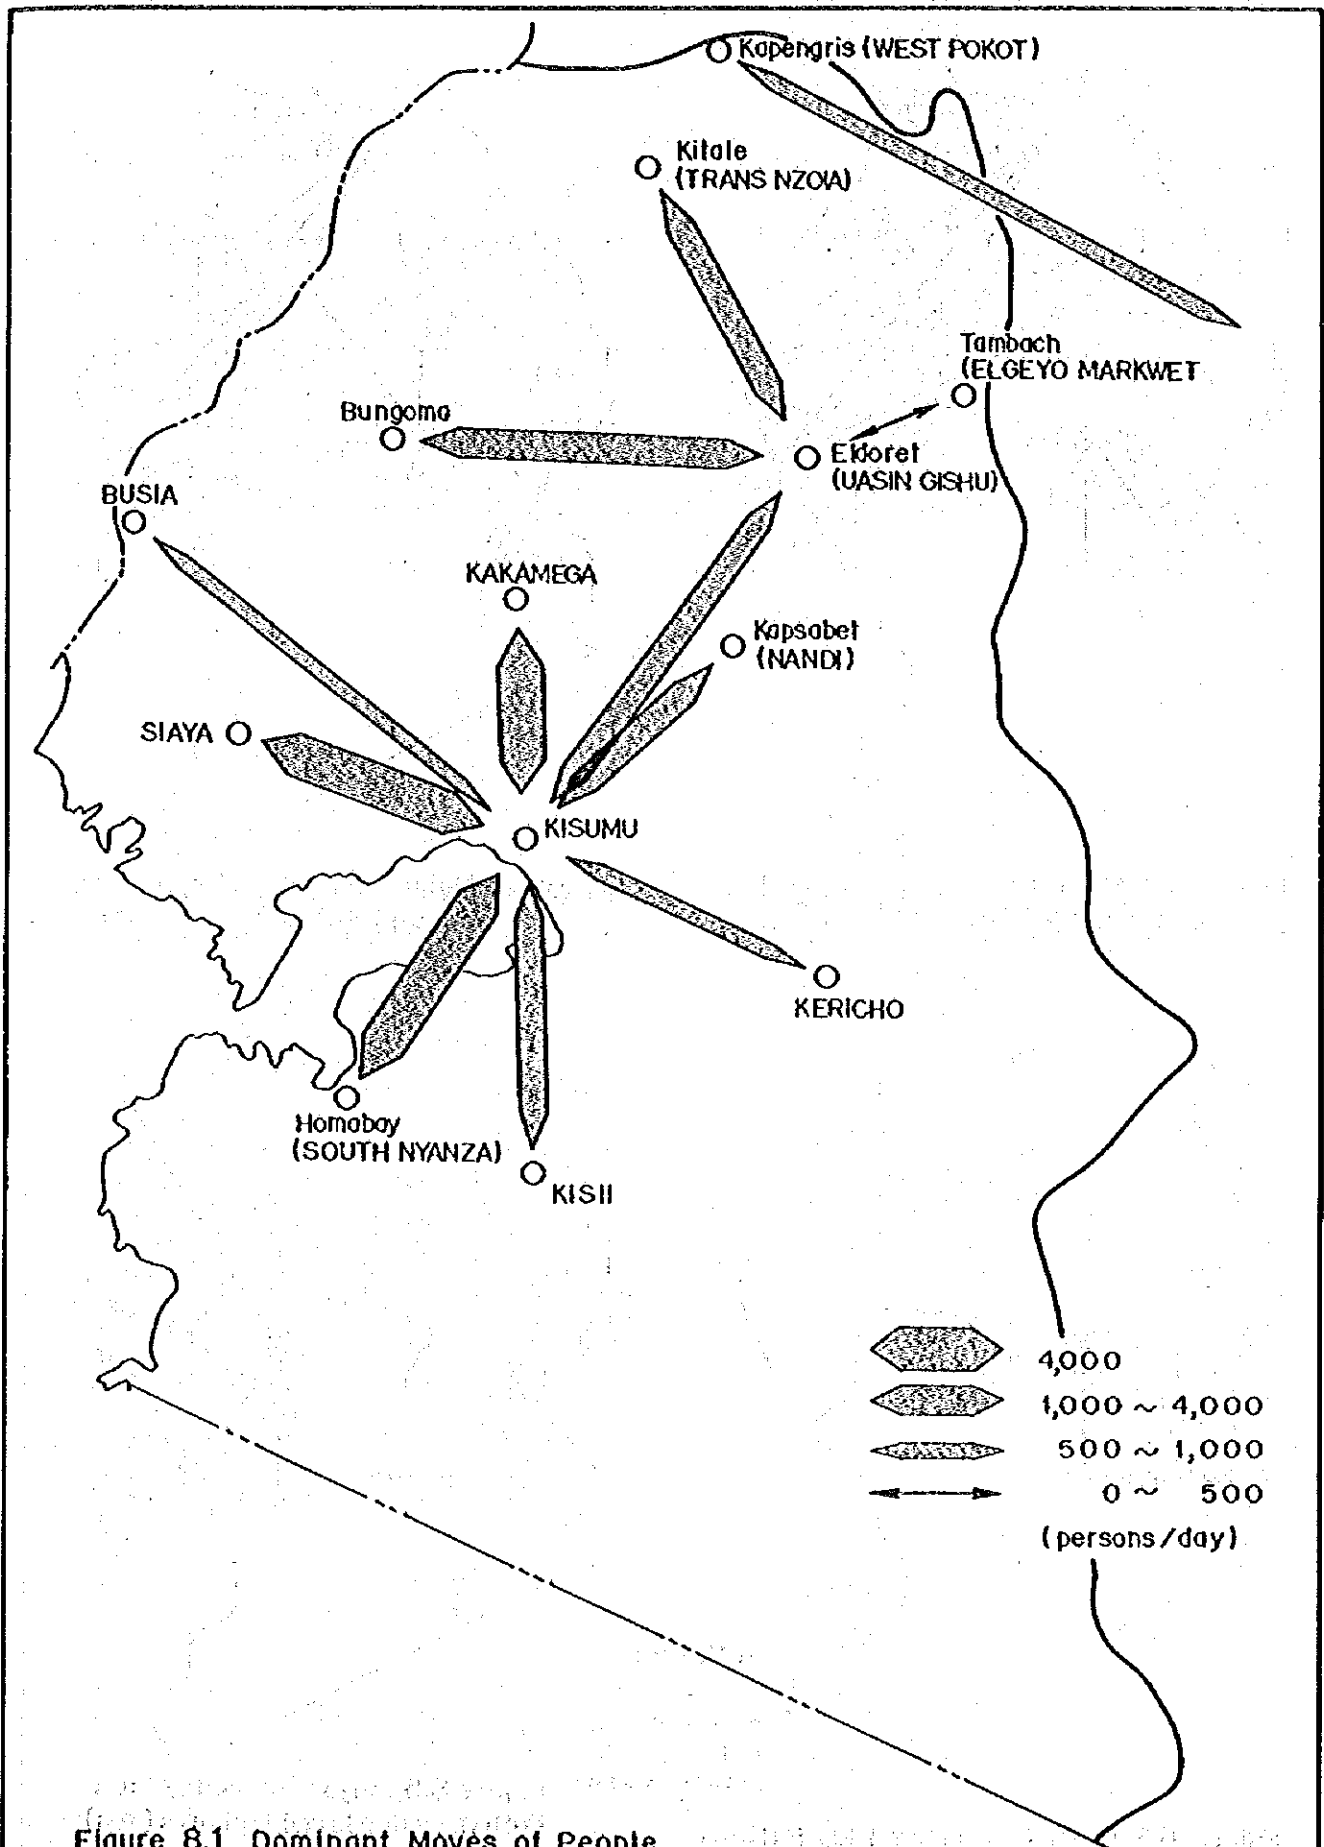 Kapengris (WEST POKOT)
Kitale
(TRANS NZOIA)
Tambach
(ELGEYO MARKWET
Bungoma
Eldoret
(UASIN GISHU)
BUSIA
KAKAMEGA
Kapsabet
(NANDI)
SIAYA
KISUMU
KERICHO
Homabay
(SOUTH NYANZA)
KISII
4,000
1,000 ~ 4,000
500 ~ 1,000
0 ~ 500
(persons/day)
Figure 8.1 Dominant Moves of People